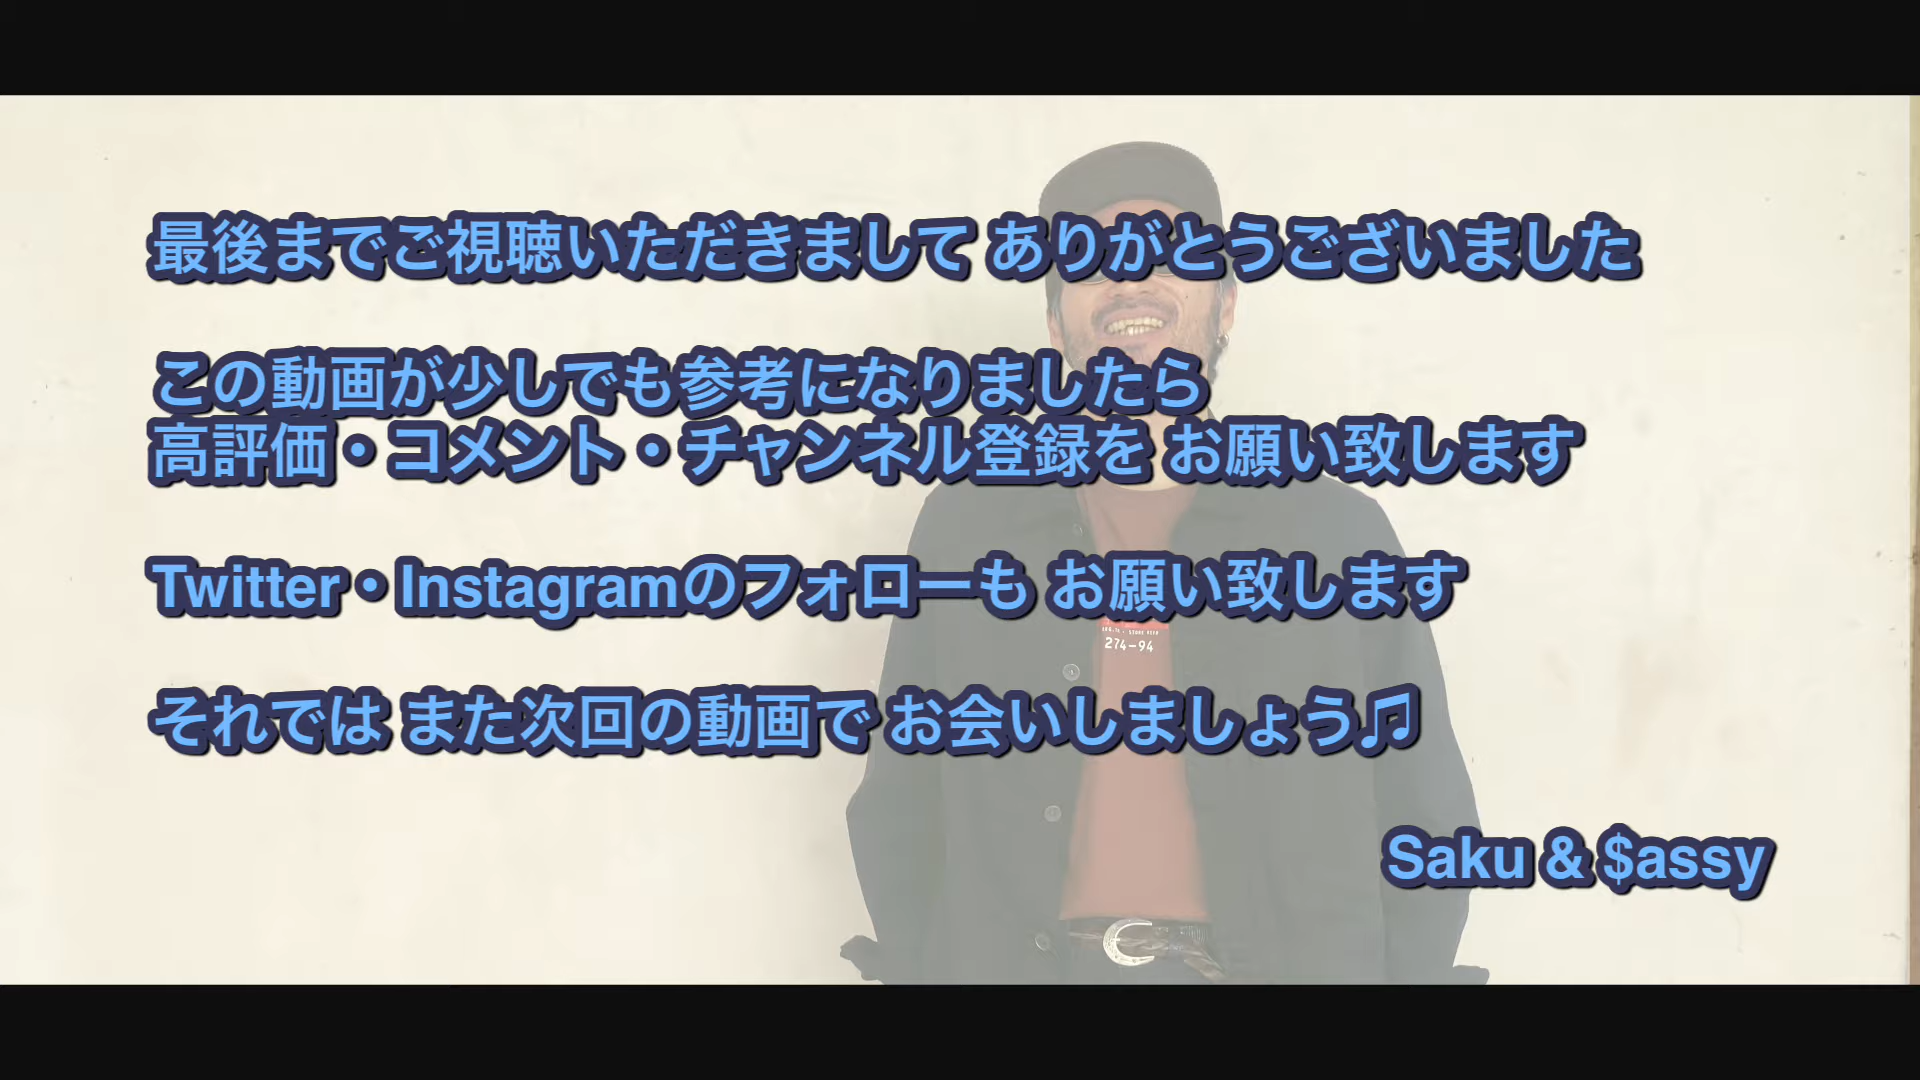 最後までご視聴いただきまして ありがとうございました
この動画が少しでも参考になりましたら
高評価・コメント・チャンネル登録を お願い致します
Twitter・Instagramのフォローも お願い致します
274-94
それでは また次回の動画で お会いしましょう♫
Saku & $assy